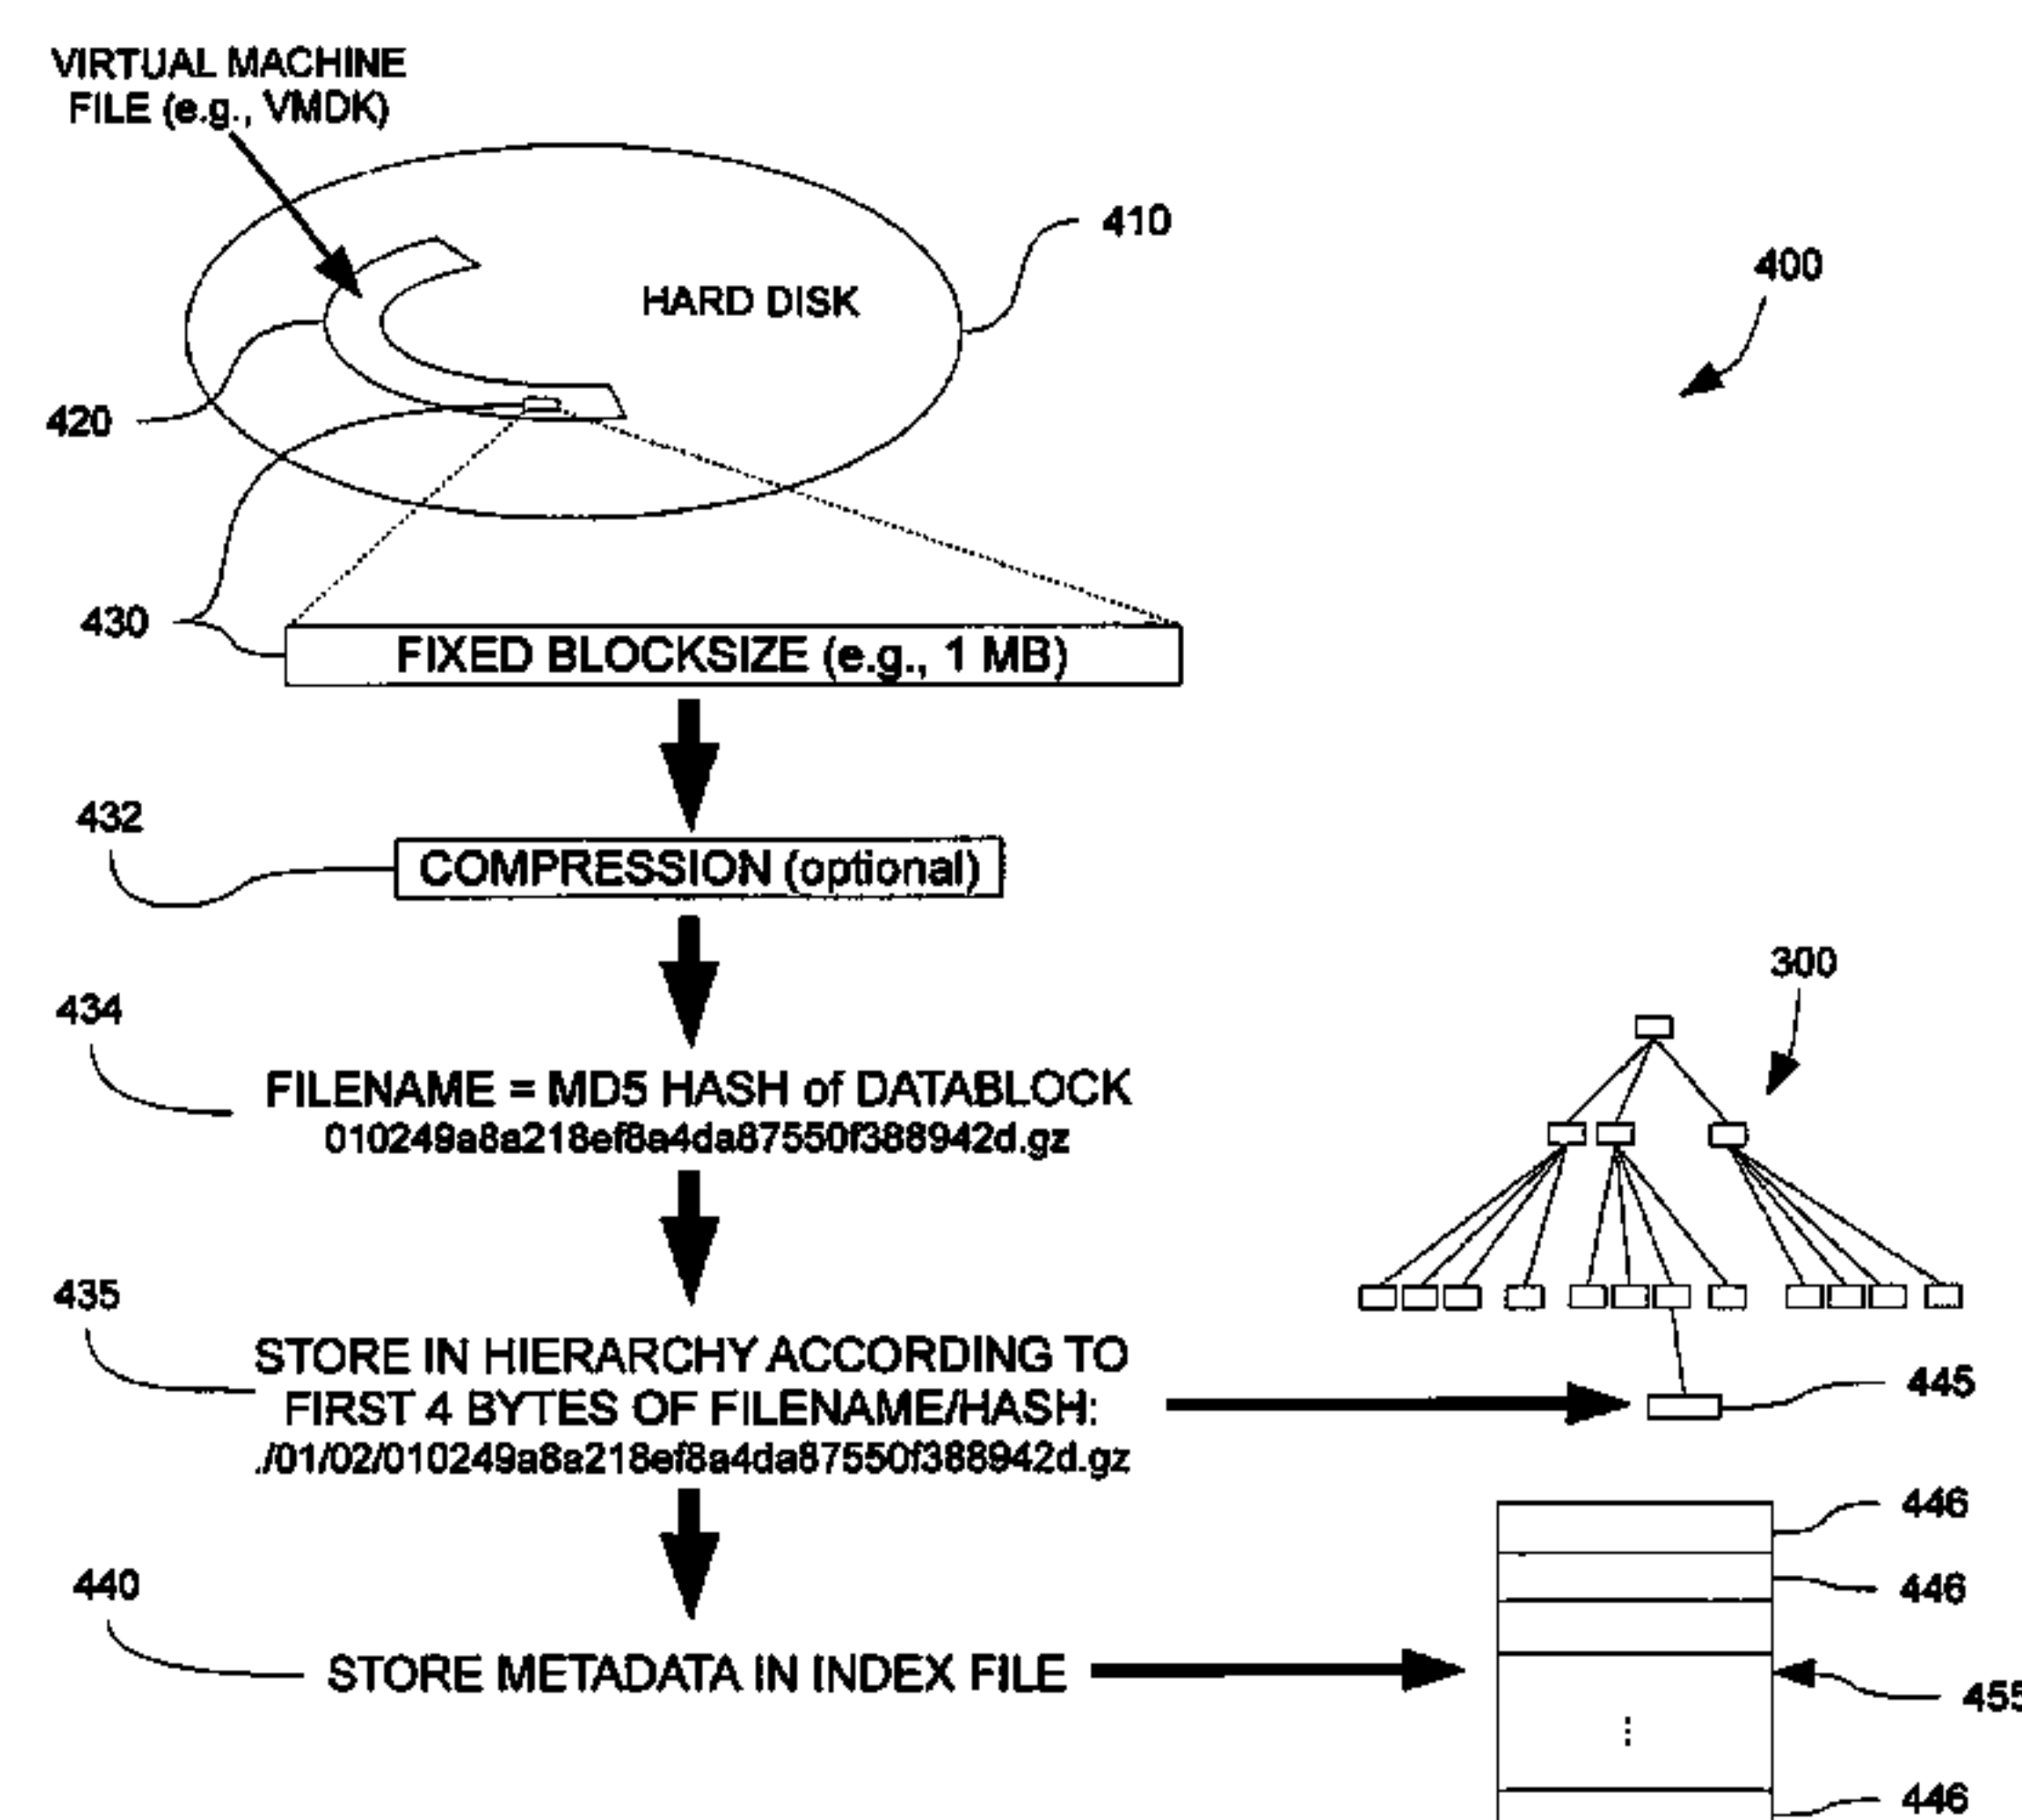 VIRTUAL MACHINE
FILE (e.g., VMDK)
410
400
HARD DISK
420
430
FIXED BLOCKSIZE (e.g., 1 MB)
432
COMPRESSION (optional)
300
434
FILENAME = MD5 HASH of DATABLOCK
010249a8a218ef8a4da87550f388942d.gz
435
STORE IN HIERARCHY ACCORDING TO
FIRST 4 BYTES OF FILENAME/HASH:
./01/02/010249a8a218ef8a4da87550f388942d.gz
445
446
446
440
STORE METADATA IN INDEX FILE
455
⋮
446